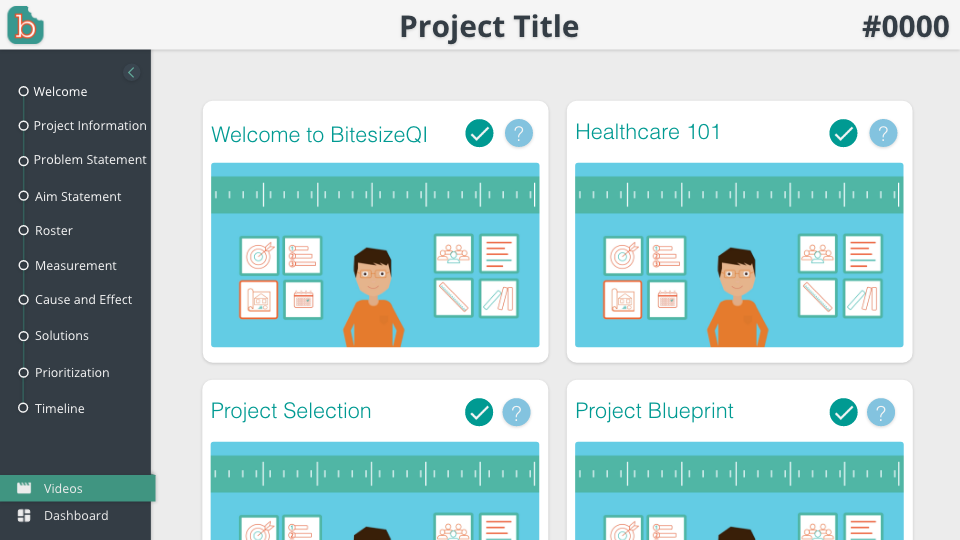 b
Project Title
#0000
Welcome
Project Information
Problem Statement
Aim Statement
Roster
Measurement
Cause and Effect
Solutions
Prioritization
Timeline
Videos
Dashboard
Welcome to BitesizeQI
?
Healthcare 101
?
Project Selection
?
Project Blueprint
?